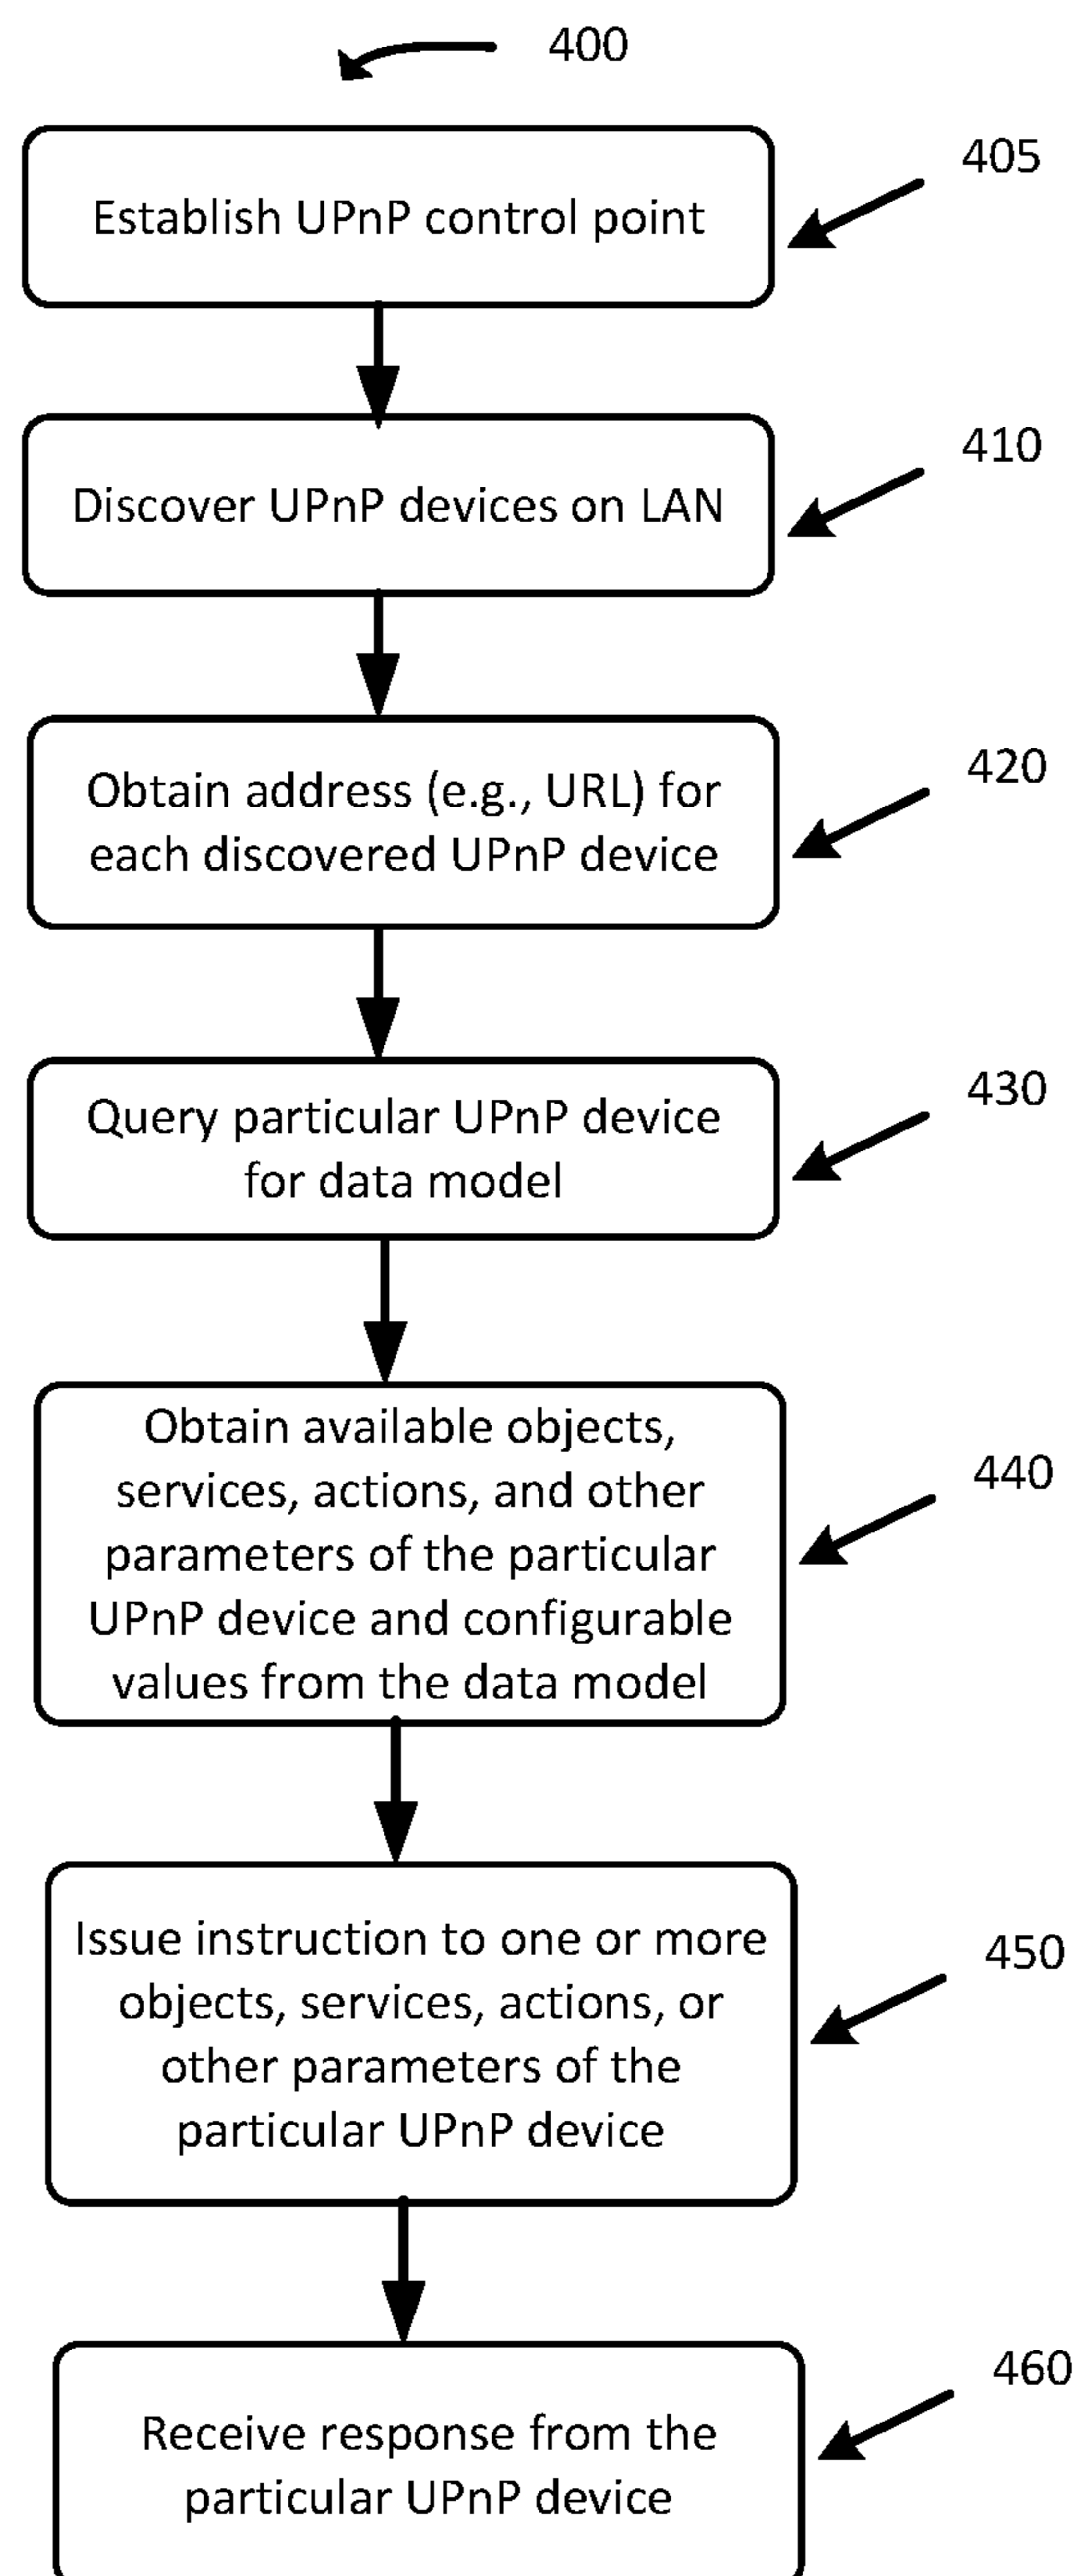 400
Establish UPnP control point
405
Discover UPnP devices on LAN
410
Obtain address (e.g., URL) for
each discovered UPnP device
420
Query particular UPnP device
for data model
430
Obtain available objects,
services, actions, and other
parameters of the particular
UPnP device and configurable
values from the data model
440
Issue instruction to one or more
objects, services, actions, or
other parameters of the
particular UPnP device
450
Receive response from the
particular UPnP device
460